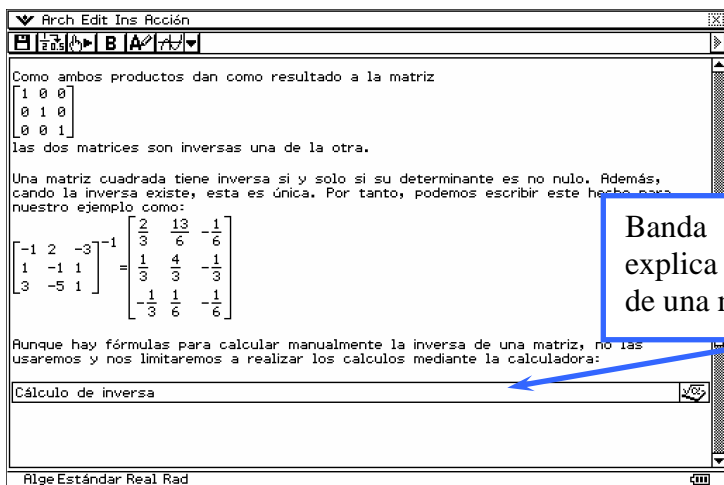 Arch Edit Ins Acción
B
Como ambos productos dan como resultado a la matriz
[1 0 0]
[0 1 0]
[0 0 1]
las dos matrices son inversas una de la otra.
Una matriz cuadrada tiene inversa si y solo si su determinante es no nulo. Además,
cando la inversa existe, esta es única. Por tanto, podemos escribir este hecho para
nuestro ejemplo como:
[-1 2 -3]⁻¹ = [2/3 13/6 -1/6]
[1 -1 1] [1/3 4/3 -1/3]
[3 -5 1] [-1/3 1/6 -1/6]
Aunque hay fórmulas para calcular manualmente la inversa de una matriz, no las
usaremos y nos limitaremos a realizar los calculos mediante la calculadora:
Cálculo de inversa
Alge Estándar Real Rad
Banda
explica
de una